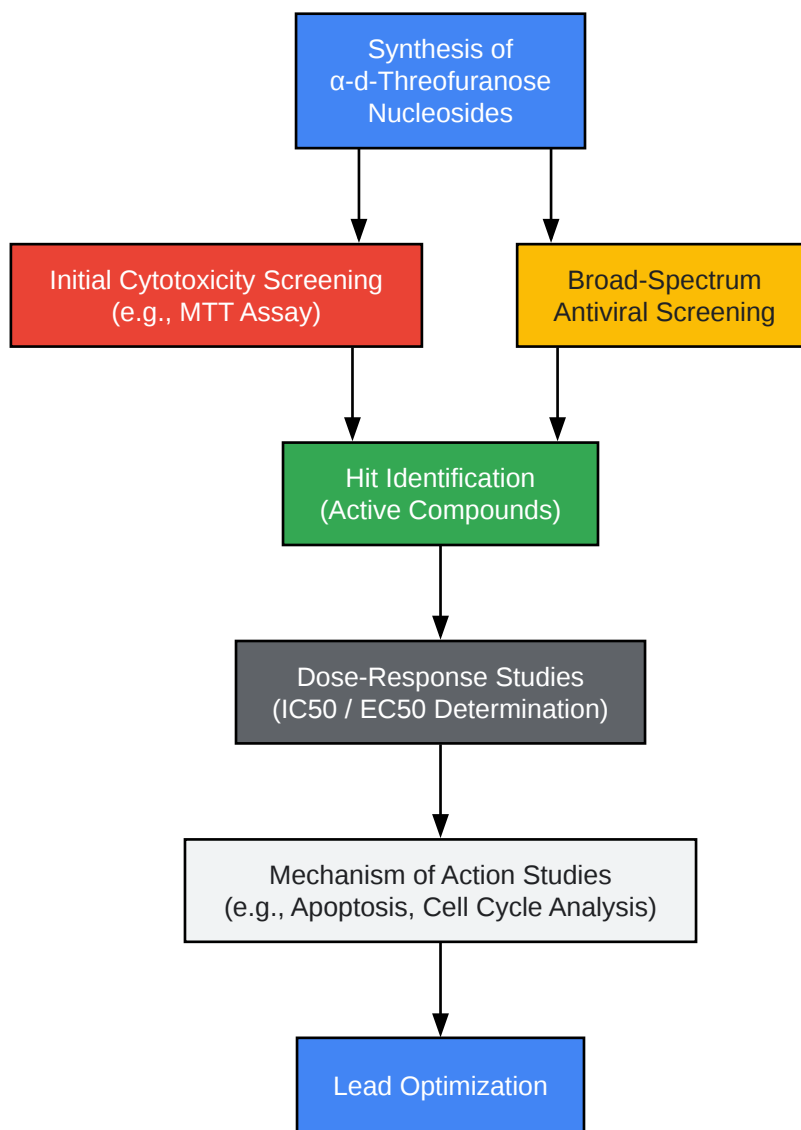 Synthesis of
α-d-Threofuranose
Nucleosides
Initial Cytotoxicity Screening
(e.g., MTT Assay)
Broad-Spectrum
Antiviral Screening
Hit Identification
(Active Compounds)
Dose-Response Studies
(IC50 / EC50 Determination)
Mechanism of Action Studies
(e.g., Apoptosis, Cell Cycle Analysis)
Lead Optimization